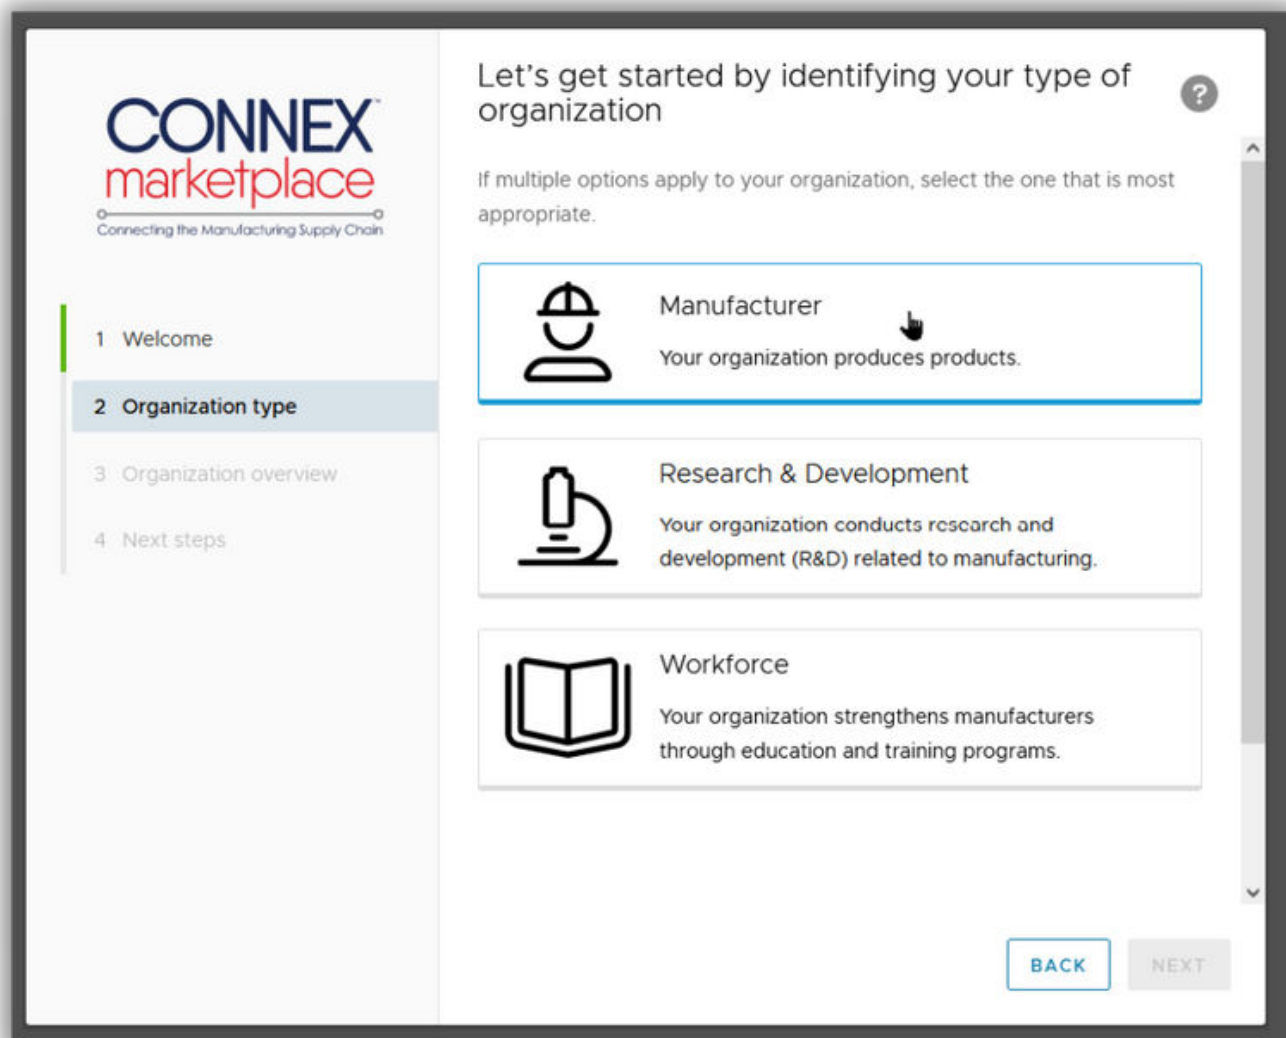 CONNEX™
marketplace
Connecting the Manufacturing Supply Chain
1 Welcome
2 Organization type
3 Organization overview
4 Next steps
Let's get started by identifying your type of
organization
?
If multiple options apply to your organization, select the one that is most
appropriate.
Manufacturer
Your organization produces products.
Research & Development
Your organization conducts research and
development (R&D) related to manufacturing.
Workforce
Your organization strengthens manufacturers
through education and training programs.
BACK
NEXT